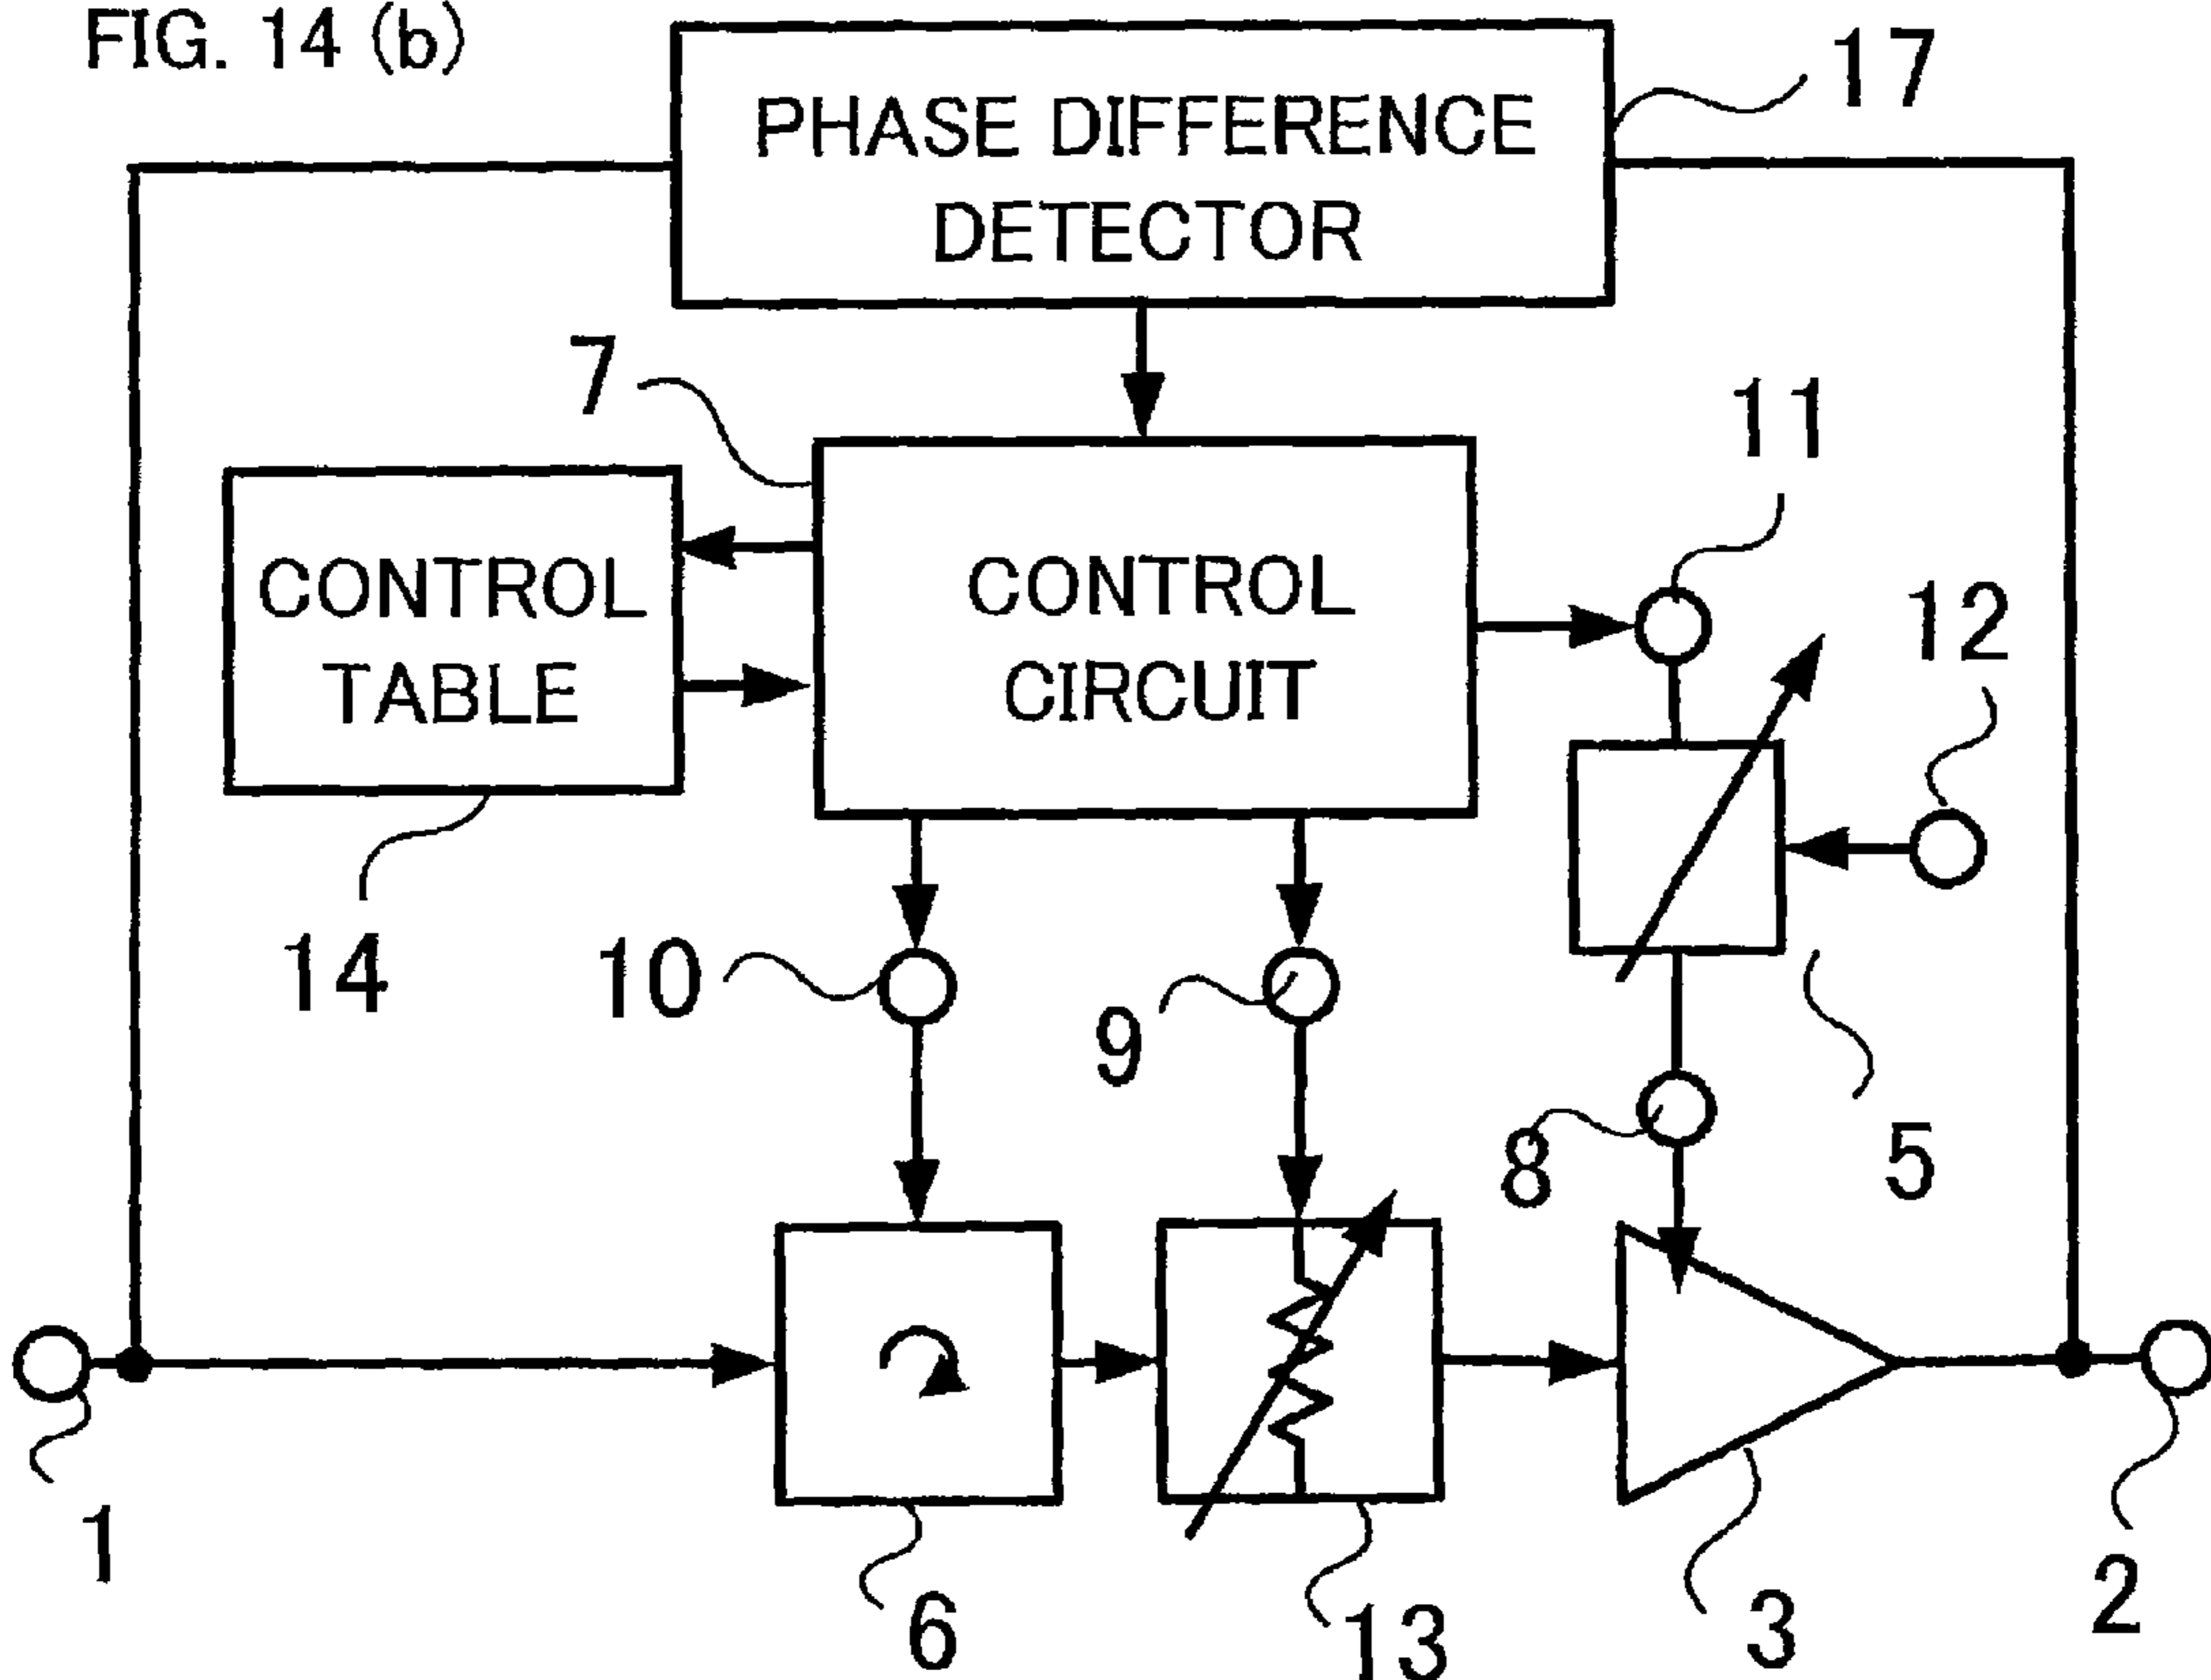 FIG. 14 (b)
17
PHASE DIFFERENCE
DETECTOR
7
11
CONTROL
TABLE
CONTROL
CIRCUIT
12
14
10
9
8
5
1
6
13
3
2